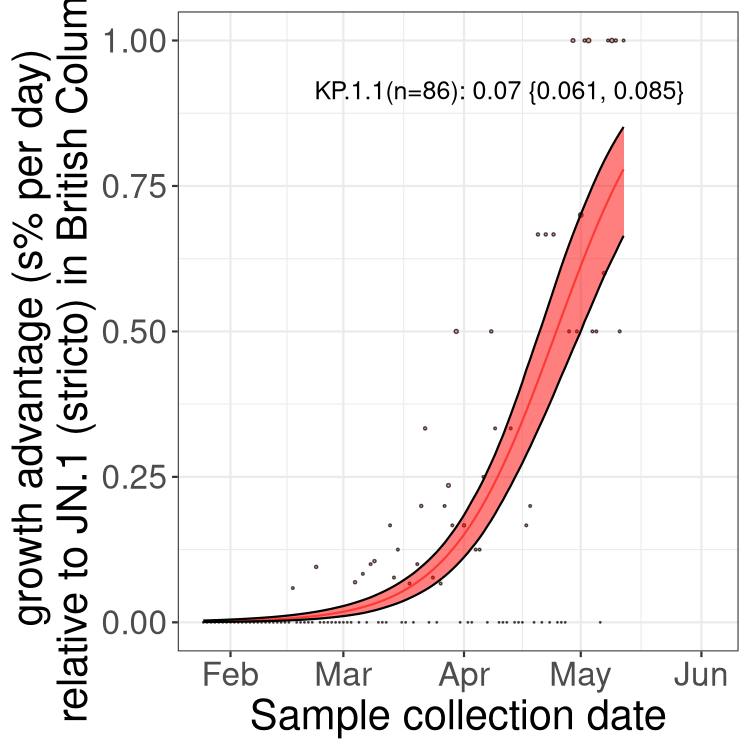 growth advantage (s% per day)
relative to JN.1 (stricto) in British Colum
1.00
0.75
0.50
0.25
0.00
KP.1.1(n=86): 0.07 {0.061, 0.085}
Feb Mar Apr May Jun
Sample collection date